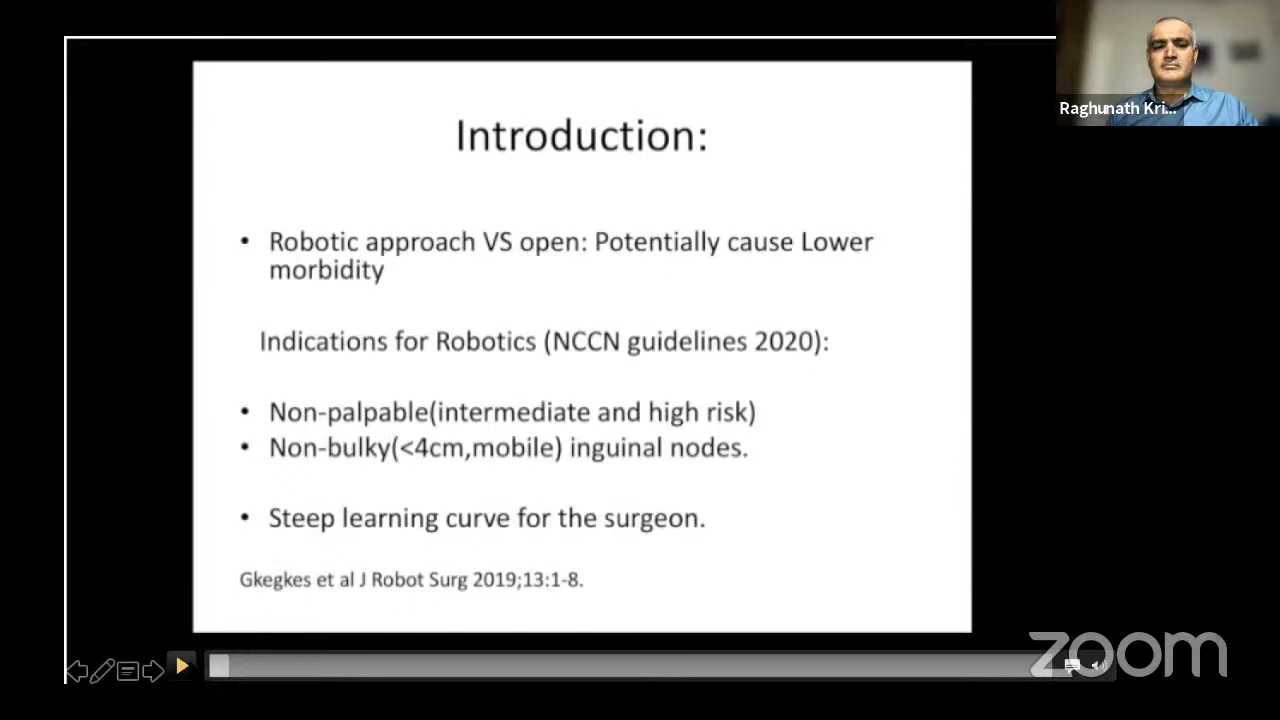 Introduction:
• Robotic approach VS open: Potentially cause Lower
morbidity
Indications for Robotics (NCCN guidelines 2020):
• Non-palpable(intermediate and high risk)
• Non-bulky(<4cm,mobile) inguinal nodes.
• Steep learning curve for the surgeon.
Gkegkes et al J Robot Surg 2019;13:1-8.
Raghunath Kri...
zoom